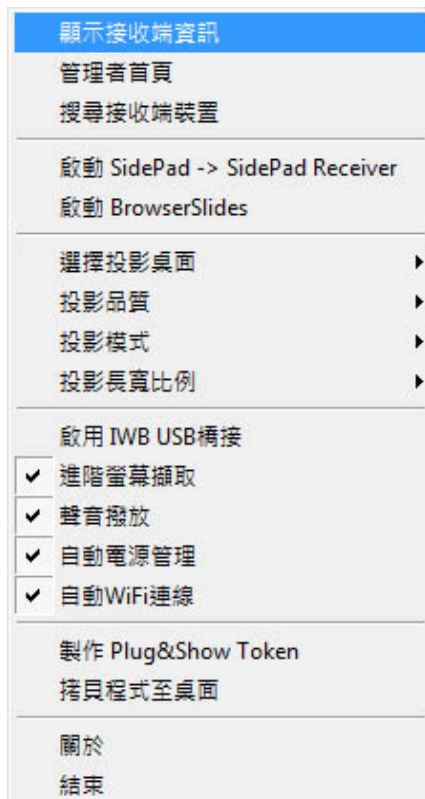 顯示接收端資訊
管理者首頁
搜尋接收端裝置
啟動 SidePad -> SidePad Receiver
啟動 BrowserSlides
選擇投影桌面
投影品質
投影模式
投影長寬比例
啟用 IWB USB橋接
進階螢幕擷取
聲音撥放
自動電源管理
自動WiFi連線
製作 Plug&Show Token
拷貝程式至桌面
關於
結束